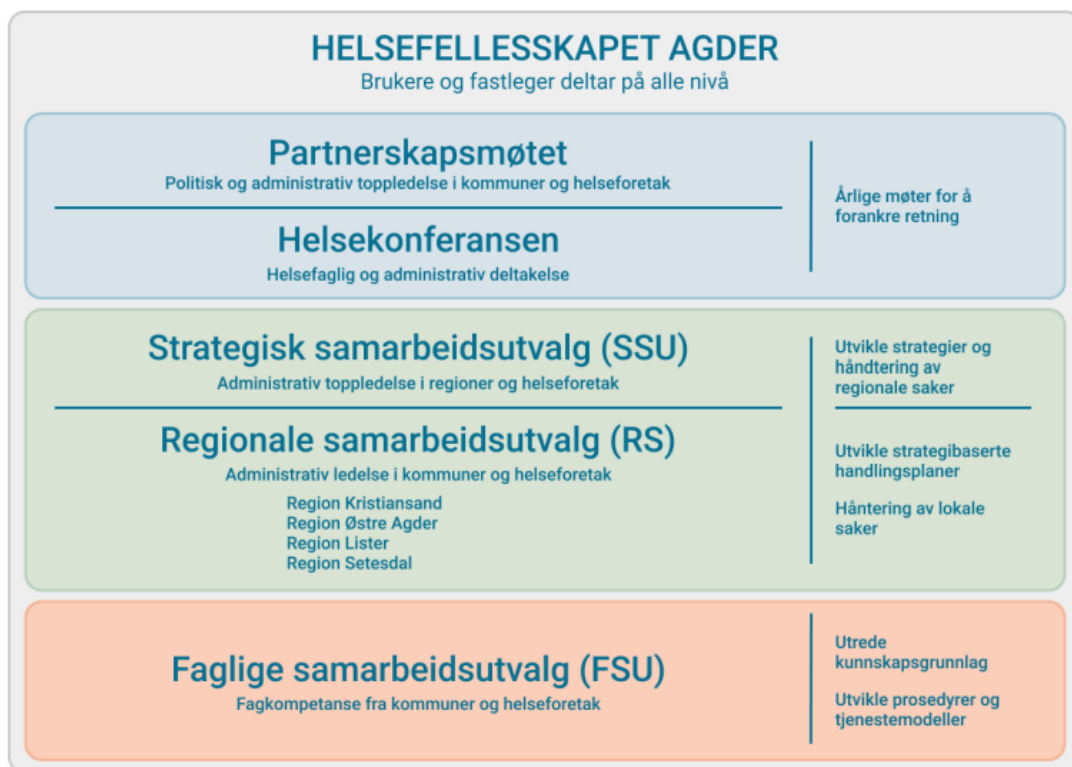 HELSEFELLESSKAPET AGDER
Brukere og fastleger deltar på alle nivå
Partnerskapsmøtet
Politisk og administrativ toppledelse i kommuner og helseforetak
Helsekonferansen
Helsefaglig og administrativ deltakelse
Årlige møter for å
forankre retning
Strategisk samarbeidsutvalg (SSU)
Administrativ toppledelse i regioner og helseforetak
Utvikle strategier og
håndtering av
regionale saker
Regionale samarbeidsutvalg (RS)
Administrativ ledelse i kommuner og helseforetak
Region Kristiansand
Region Østre Agder
Region Lister
Region Setesdal
Utvikle strategibaserte
handlingsplaner
Håntering av lokale
saker
Faglige samarbeidsutvalg (FSU)
Fagkompetanse fra kommuner og helseforetak
Utrede
kunnskapsgrunnlag
Utvikle prosedyrer og
tjenestemodeller